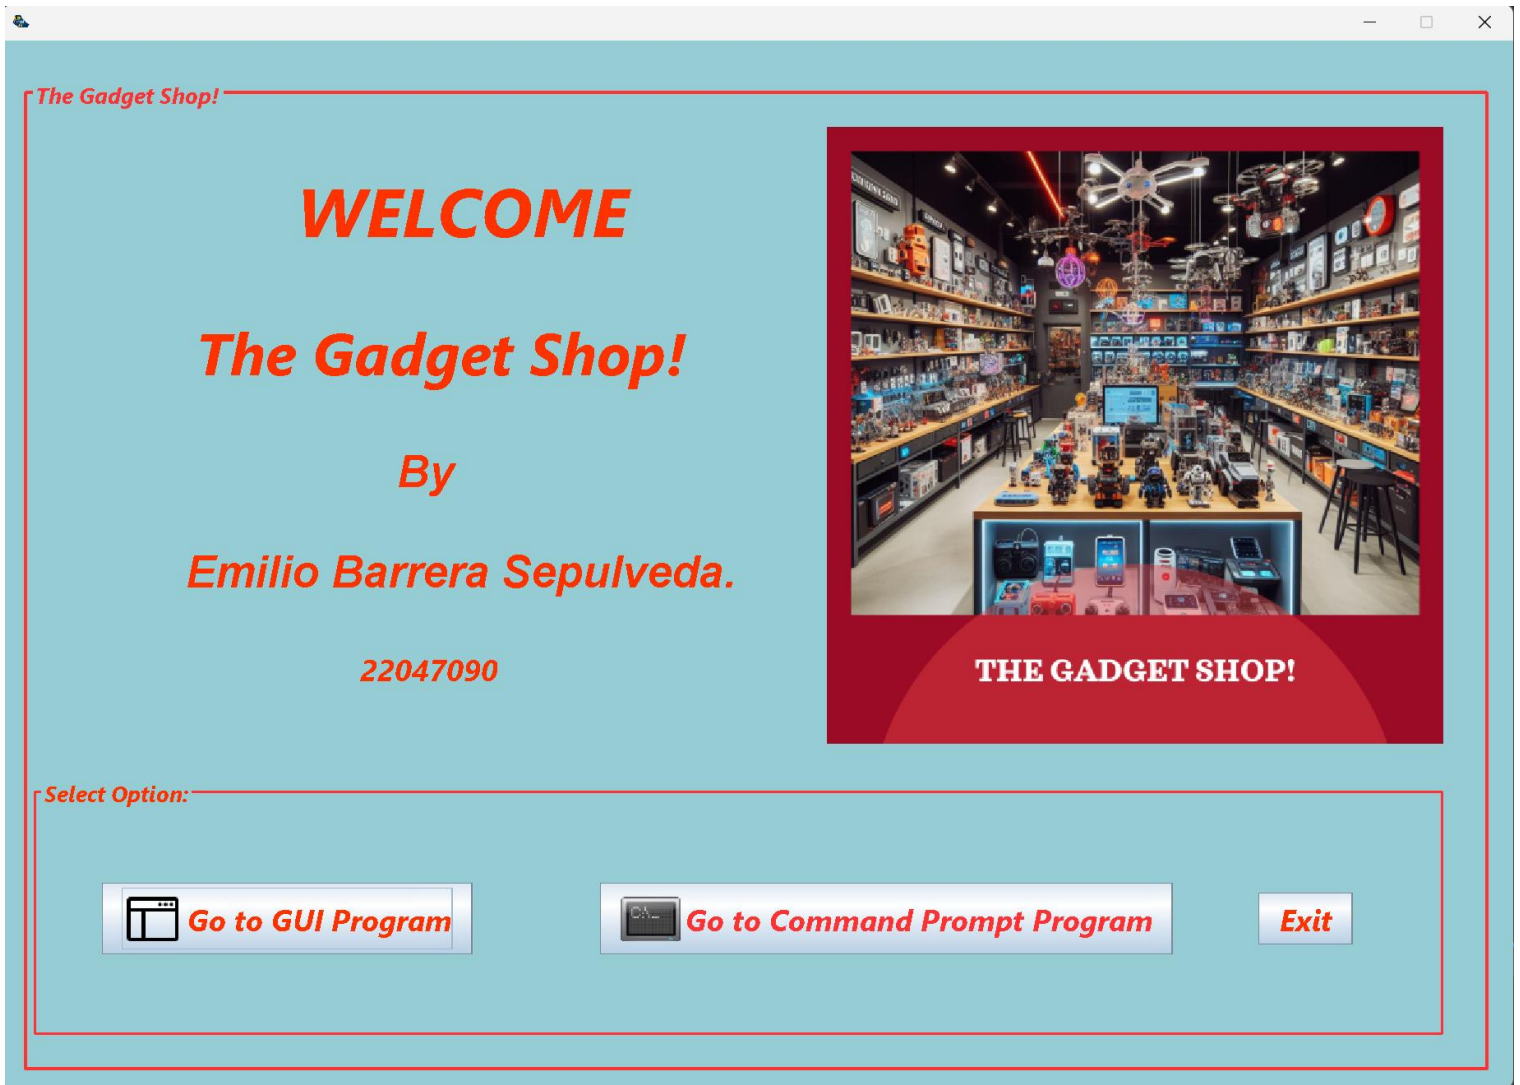 The Gadget Shop!
WELCOME
The Gadget Shop!
By
Emilio Barrera Sepulveda.
22047090
THE GADGET SHOP!
Select Option:
Go to GUI Program
C:\_
Go to Command Prompt Program
Exit